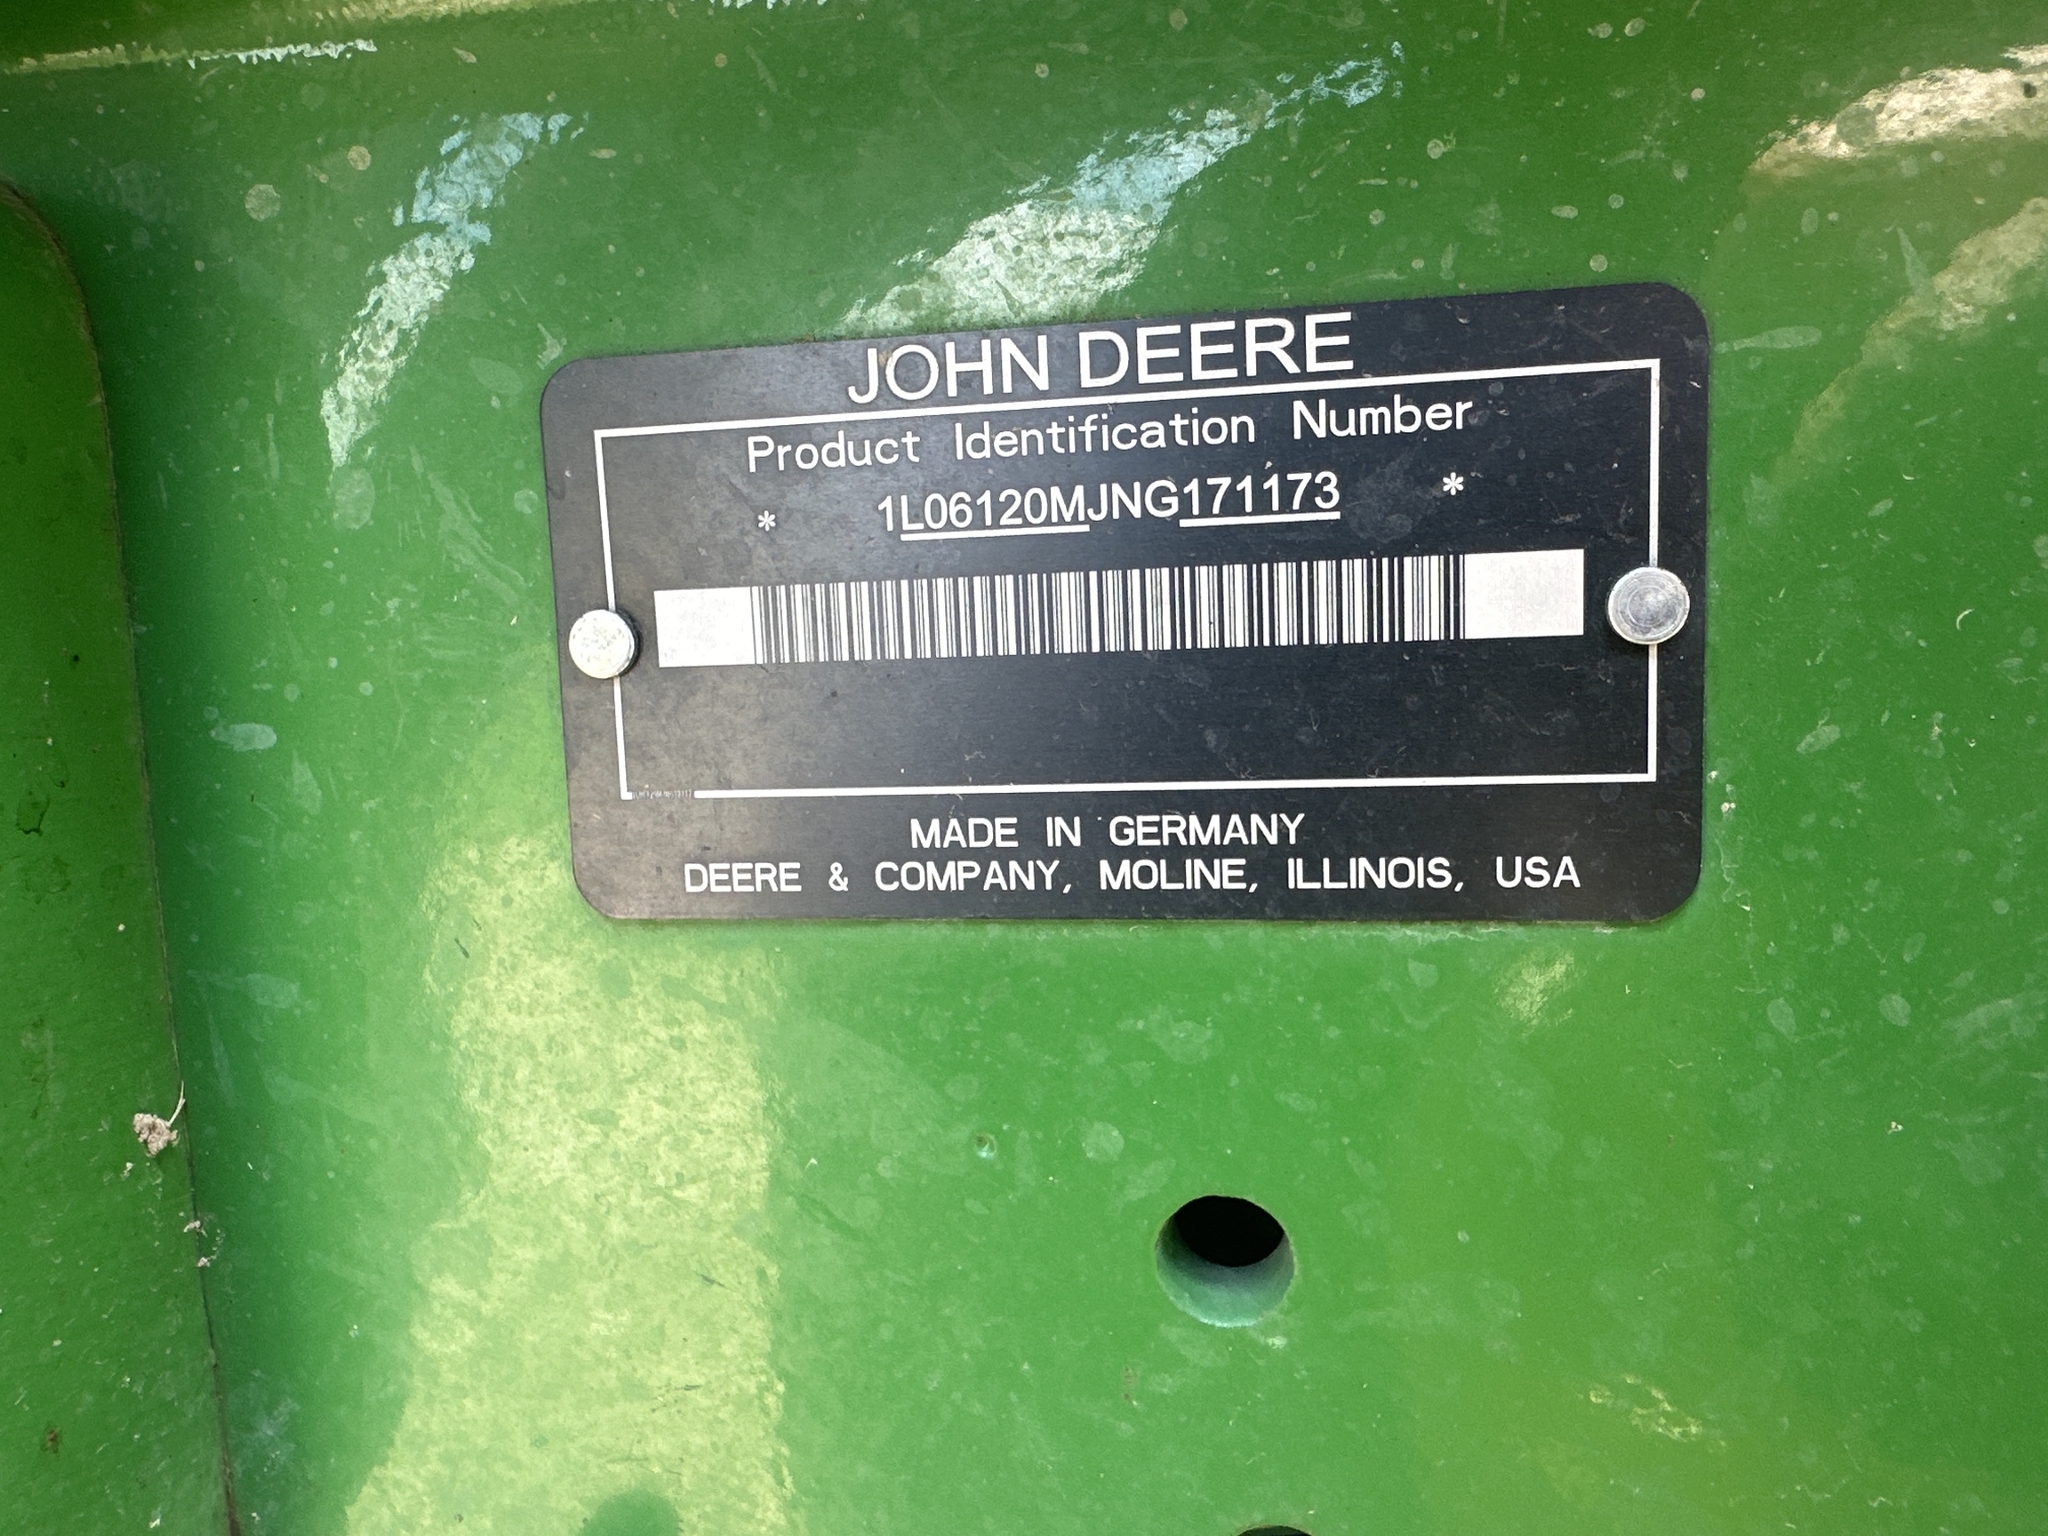 JOHN DEERE
Product Identification Number
* 1L06120MJNG171173 *
MADE IN GERMANY
DEERE & COMPANY, MOLINE, ILLINOIS, USA